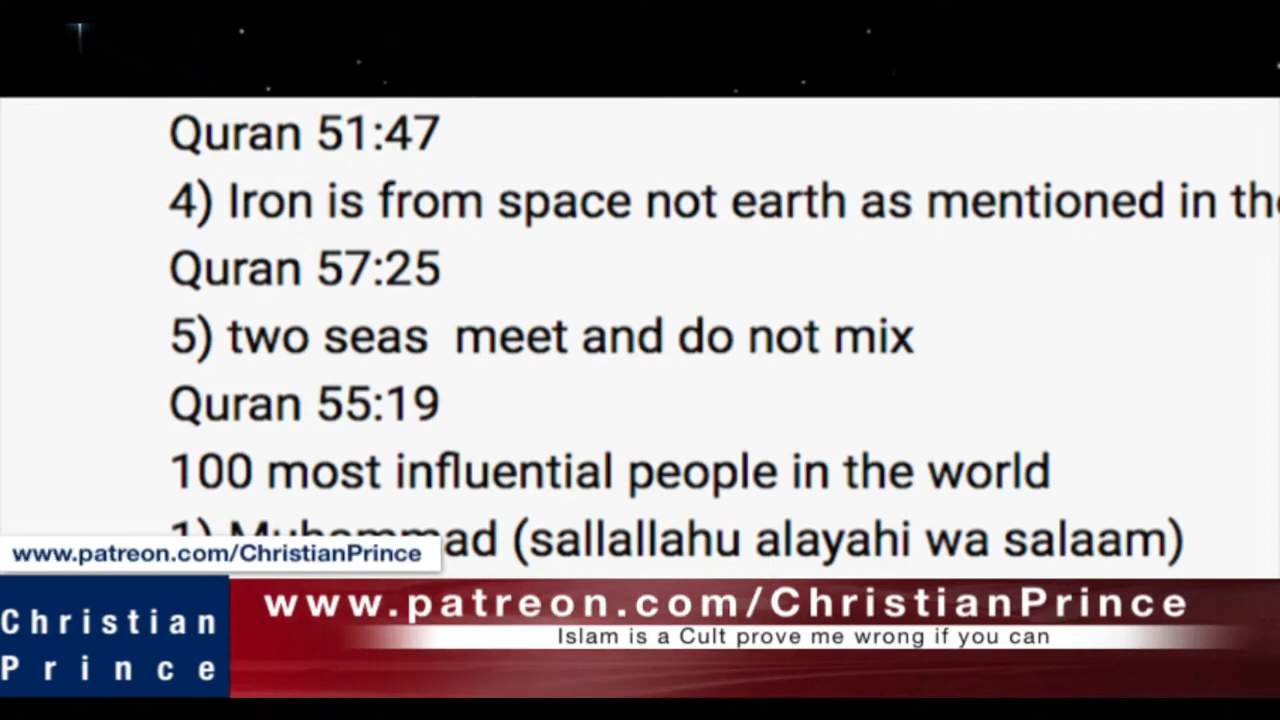 Quran 51:47
4) Iron is from space not earth as mentioned in the
Quran 57:25
5) two seas  meet and do not mix
Quran 55:19
100 most influential people in the world
1) Muhammad (sallallahu alayahi wa salaam)
www.patreon.com/ChristianPrince
Christian
Prince
www.patreon.com/ChristianPrince
Islam is a Cult prove me wrong if you can